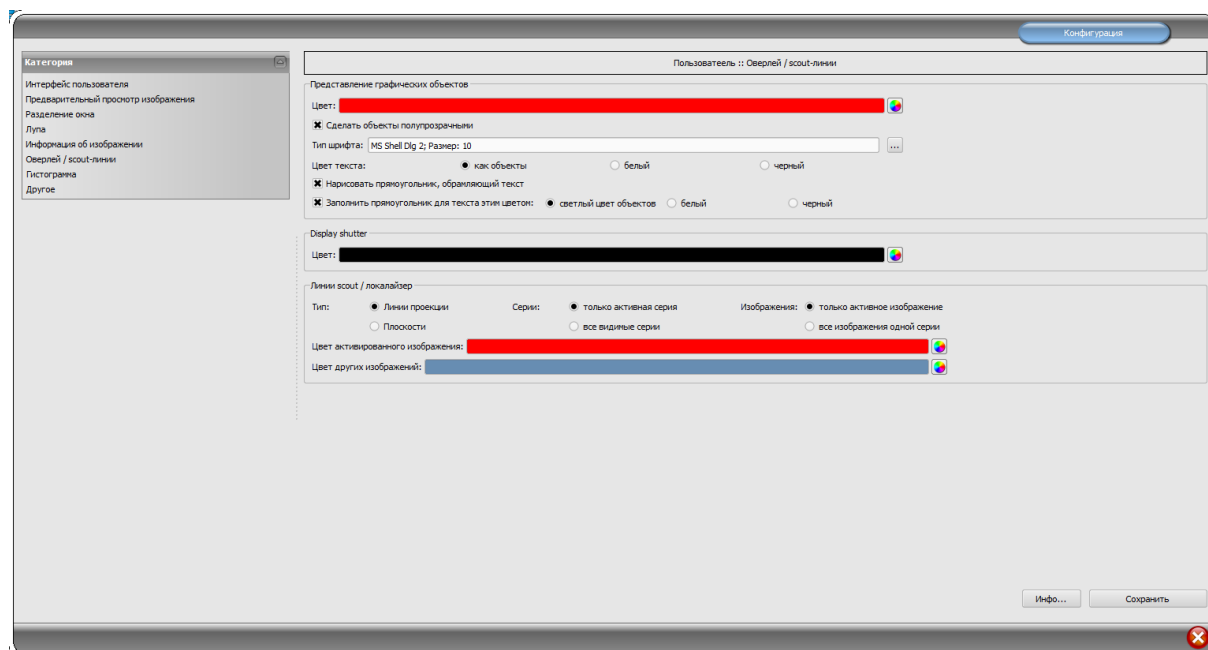 Конфигурация
Категория
Интерфейс пользователя
Предварительный просмотр изображения
Разделение окна
Лупа
Информация об изображении
Оверлей / scout-линии
Гистограмма
Другое
Пользоватеель :: Оверлей / scout-линии
Представление графических объектов
Цвет:
Сделать объекты полупрозрачными
Тип шрифта: MS Shell Dlg 2; Размер: 10 ...
Цвет текста: как объекты белый черный
Нарисовать прямоугольник, обрамляющий текст
Заполнить прямоугольник для текста этим цветом: светлый цвет объектов белый черный
Display shutter
Цвет:
Линии scout / локалайзер
Тип: Линии проекции Серии: только активная серия Изображения: только активное изображение
Плоскости все видимые серии все изображения одной серии
Цвет активированного изображения:
Цвет других изображений:
Инфо... Сохранить